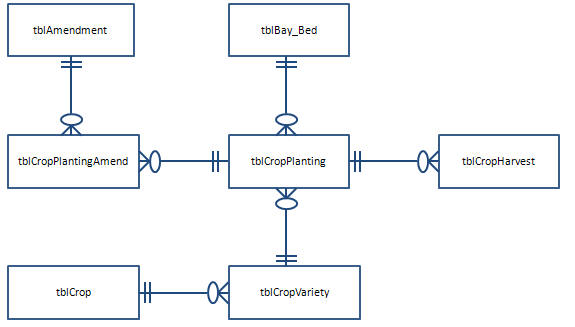 tblAmendment
tblBay_Bed
tblCropPlantingAmend
tblCropPlanting
tblCropHarvest
tblCrop
tblCropVariety